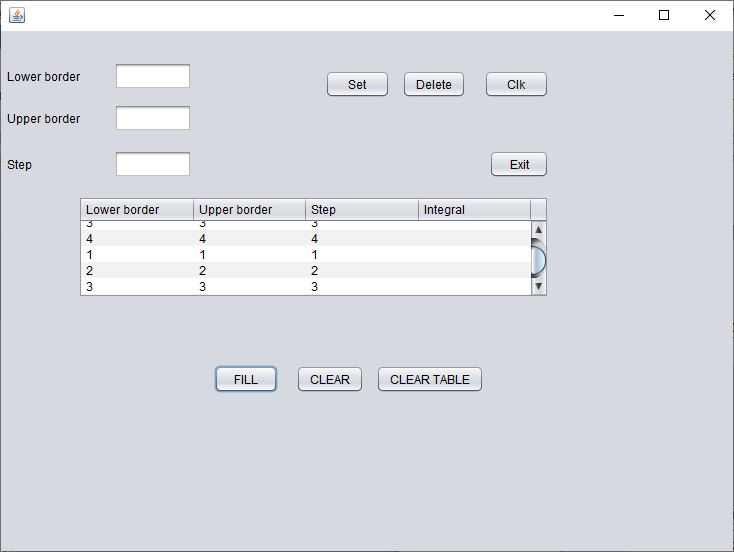 Lower border
Set Delete Clk
Upper border
Step
Exit
Lower border Upper border Step Integral
3 3 3
4 4 4
1 1 1
2 2 2
3 3 3
FILL CLEAR CLEAR TABLE